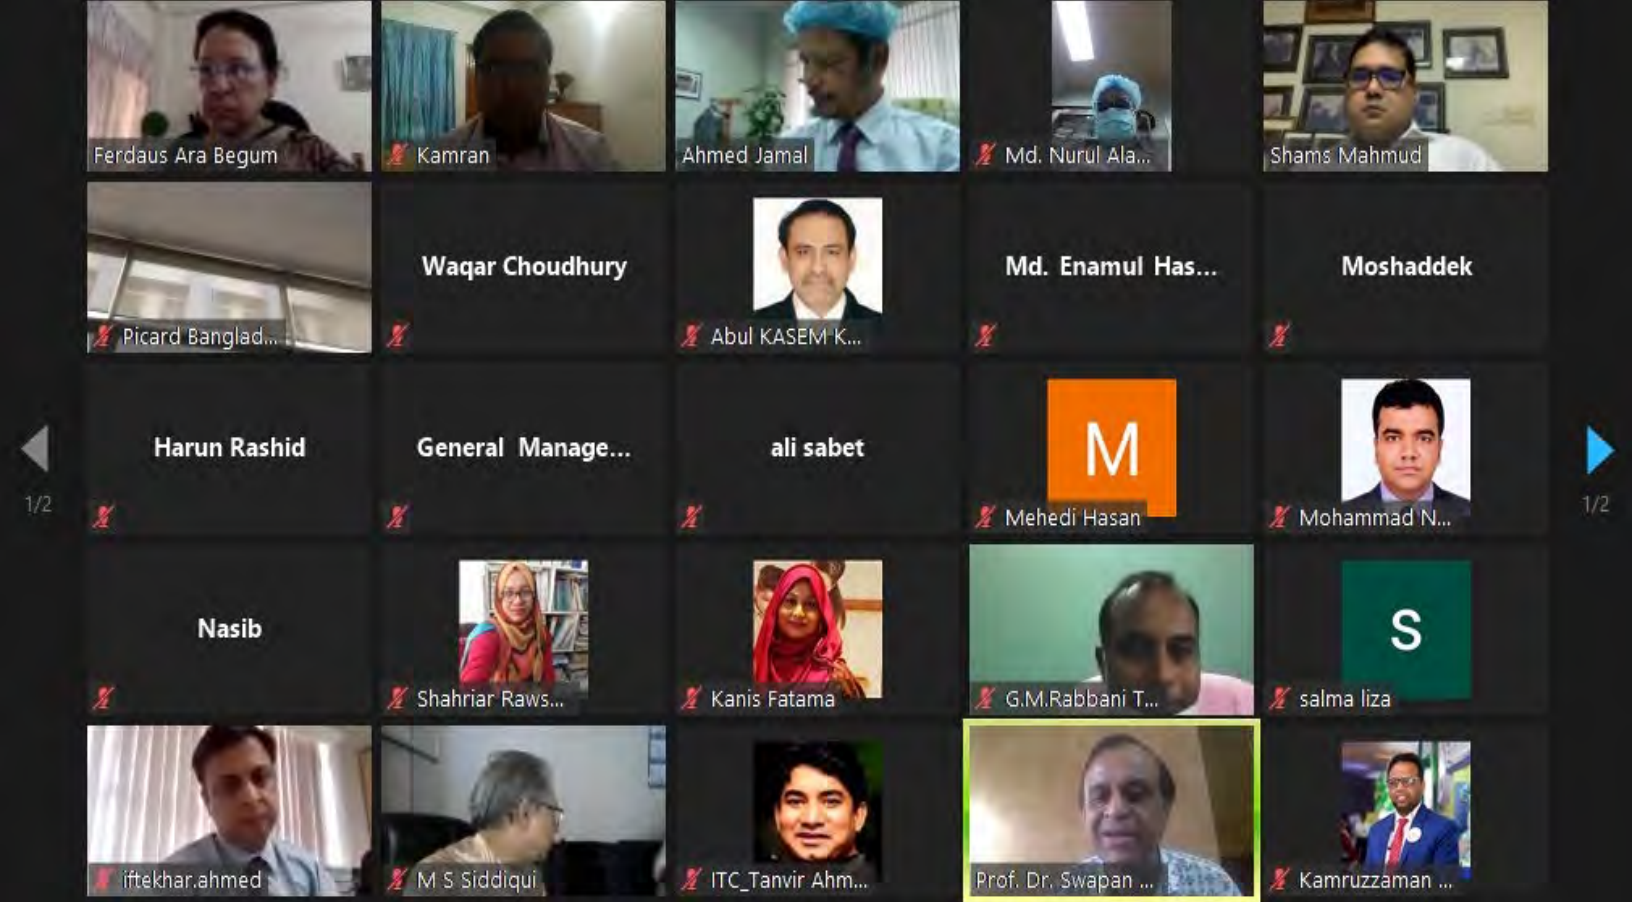 Ferdaus Ara Begum
Kamran
Ahmed Jamal
Md. Nurul Ala...
Shams Mahmud
Picard Banglad...
Waqar Choudhury
Abul KASEM K...
Md. Enamul Has...
Moshaddek
Harun Rashid
General Manage...
ali sabet
M
Mehedi Hasan
Mohammad N...
1/2
1/2
Nasib
Shahriar Raws...
Kanis Fatama
G.M.Rabbani T...
S
salma liza
iftekhar.ahmed
M S Siddiqui
ITC_Tanvir Ahm...
Prof. Dr. Swapan ...
Kamruzzaman ...